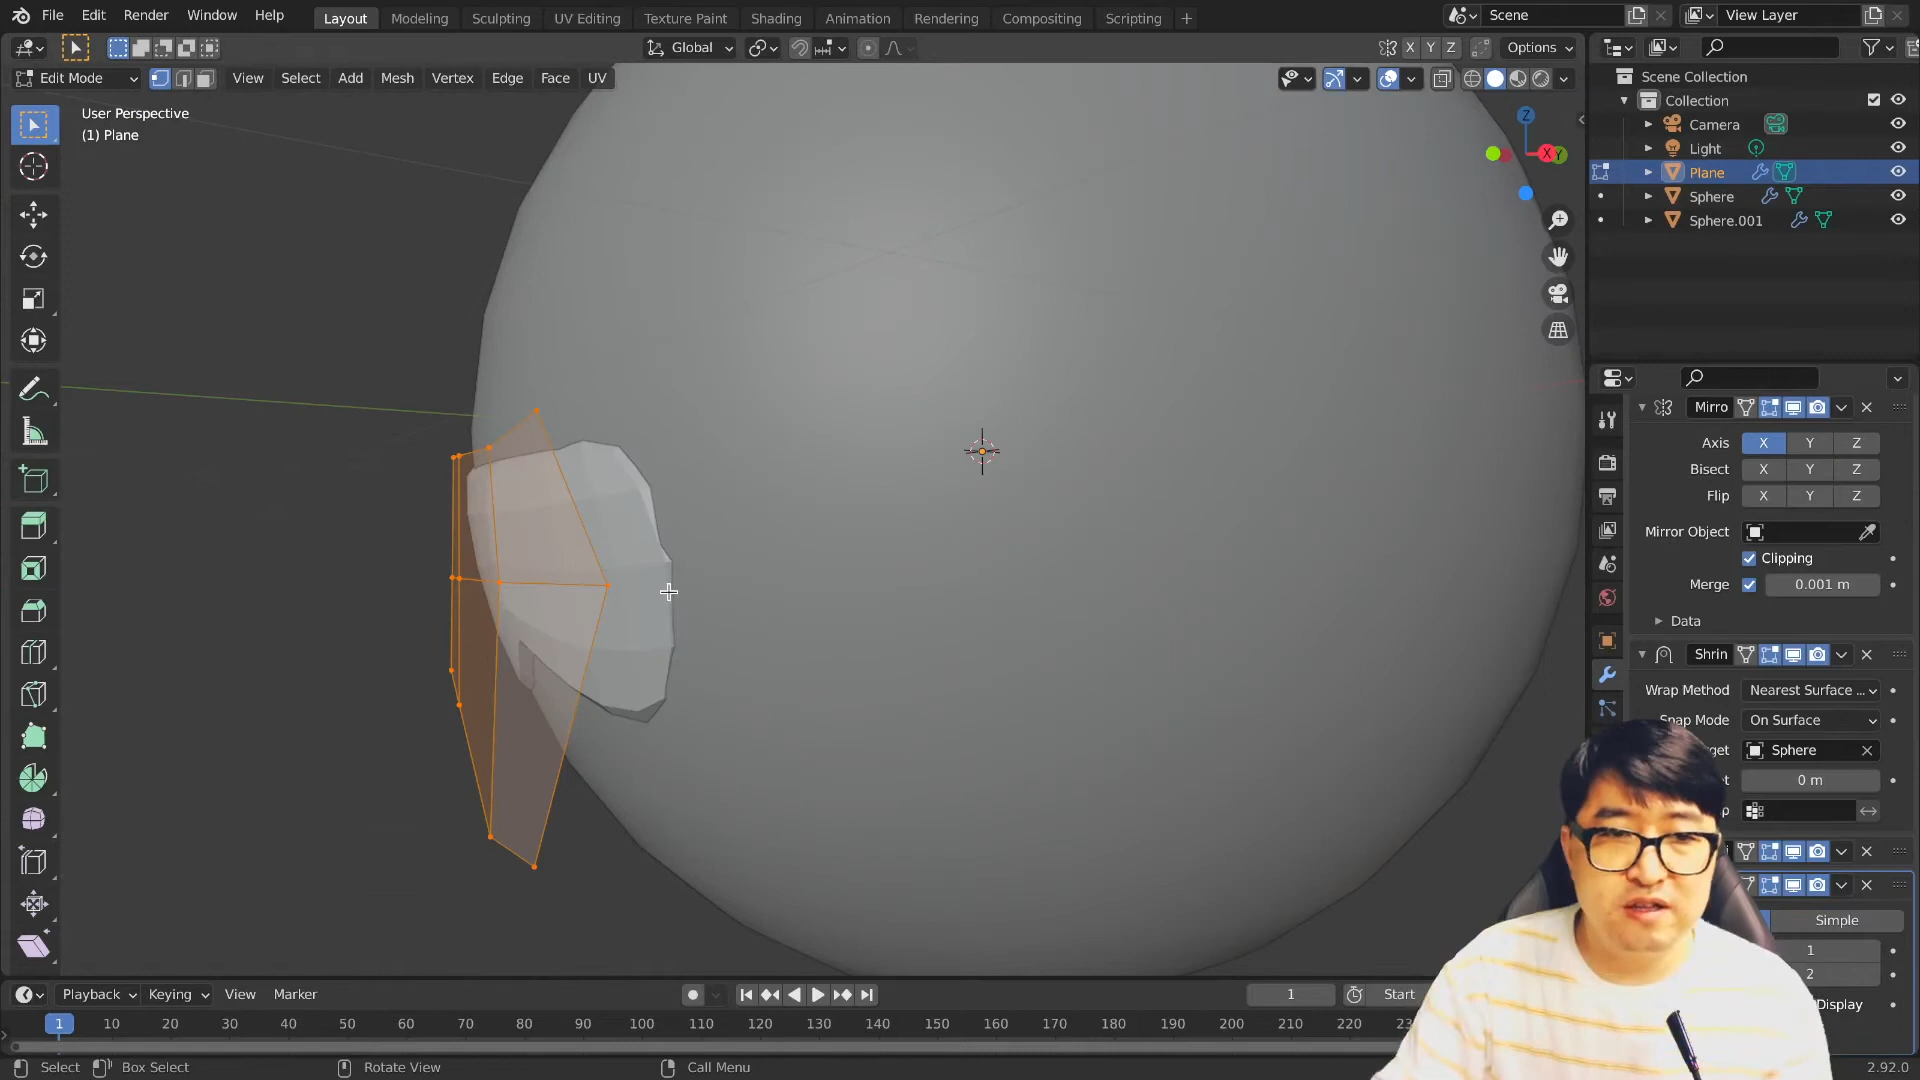 File Edit Render Window Help Layout Modeling Sculpting UV Editing Texture Paint Shading Animation Rendering Compositing Scripting + Scene View Layer
Global X Y Z Options
Edit Mode View Select Add Mesh Vertex Edge Face UV
User Perspective
(1) Plane
Z
X Y
Scene Collection
Collection
Camera
Light
Plane
Sphere
Sphere.001
Mirro
Axis X Y Z
Bisect X Y Z
Flip X Y Z
Mirror Object
Clipping
Merge 0.001 m
Data
Shrin
Wrap Method Nearest Surface ...
Snap Mode On Surface
get Sphere
t 0 m
p
Simple
1
2
Display
Playback Keying View Marker 1 Start
1 10 20 30 40 50 60 70 80 90 100 110 120 130 140 150 160 170 180 190 200 210 220 23
Select Box Select Rotate View Call Menu 2.92.0